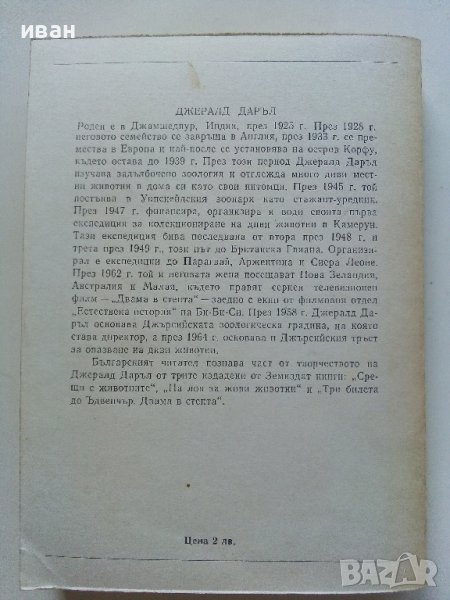 иван
ДЖЕРАЛД ДАРЪЛ
Роден е в Джамшедпур, Индия, през 1925 г. През 1928 г.
неговото семейство се завръща в Англия, през 1933 г. се пре-
мества в Европа и най-после се установява на остров Корфу,
където остава до 1939 г. През този период Джералд Даръл
изучава задълбочено зоология и отглежда много диви мест-
ни животни в дома си като свои питомци. През 1945 г. той
постъпва в Уипснейдския зоопарк като стажант-уредник.
През 1947 г. финансира, организира и води своята първа
експедиция за колекциониране на диви животни в Камерун.
Тази експедиция бива последвана от втора през 1948 г. и
трета през 1949 г., този път до Британска Гвиана. Организи-
рал е експедиции до Парагвай, Аржентина и Сиера Леоне.
През 1962 г. той и неговата жена посещават Нова Зеландия,
Австралия и Малая, където правят сериен телевизионен
филм — „Двама в степта“ — заедно с екип от филмовия отдел
„Естествена история“ на Би-Би-Си. През 1958 г. Джералд Да-
ръл основава Джърсийската зоологическа градина, на която
става директор, а през 1964 г. основава и Джърсийския тръст
за опазване на диви животни.
Българският читател познава част от творчеството на
Джералд Даръл от трите издадени от Земиздат книги: „Сре-
щи с животните“, „На лов за живи животни“ и „Три билета
до Ъдвенчър. Двама в степта“.
Цена 2 лв.
BAZAR